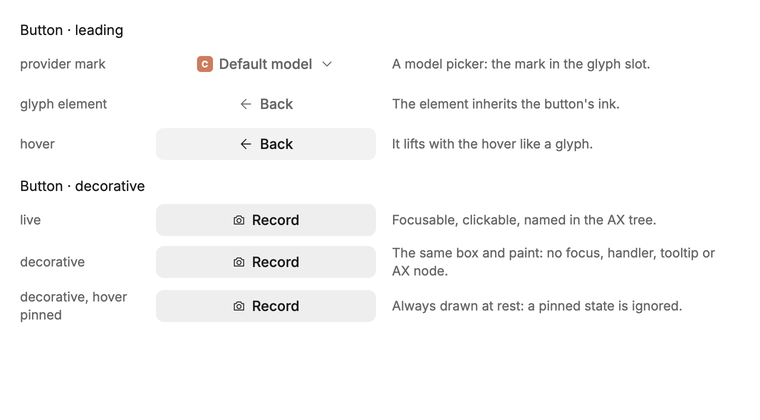 Button · leading
provider mark
C Default model
A model picker: the mark in the glyph slot.
glyph element
Back
The element inherits the button's ink.
hover
Back
It lifts with the hover like a glyph.
Button · decorative
live
Record
Focusable, clickable, named in the AX tree.
decorative
Record
The same box and paint: no focus, handler, tooltip or
AX node.
decorative, hover
pinned
Record
Always drawn at rest: a pinned state is ignored.